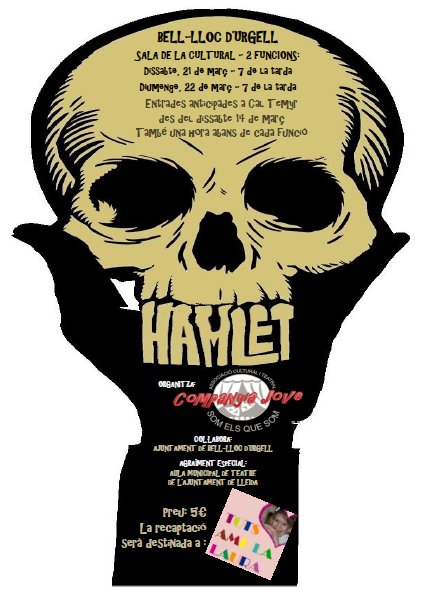 BELL-LLOC D'URGELL
SALA DE LA CULTURAL - 2 FUNCIONS:
DISSABTE, 21 DE MARÇ - 7 DE LA TARDA
DIUMENGE, 22 DE MARÇ - 7 DE LA TARDA
ENTRADES ANTICIPADES A CAL TEMYR
DES DEL DISSABTE 14 DE MARÇ
TAMBÉ UNA HORA ABANS DE CADA FUNCIÓ
HAMLET
ORGANITZA:
ASSOCIACIÓ CULTURAL I TEATRAL
COMPANYIA JOVE
SOM ELS QUE SOM
COL·LABORA:
AJUNTAMENT DE BELL-LLOC D'URGELL
AGRAÏMENT ESPECIAL:
AULA MUNICIPAL DE TEATRE
DE L'AJUNTAMENT DE LLEIDA
PREU: 5€
LA RECAPTACIÓ
SERÀ DESTINADA A :
TOTS
AMB LA
LAURA